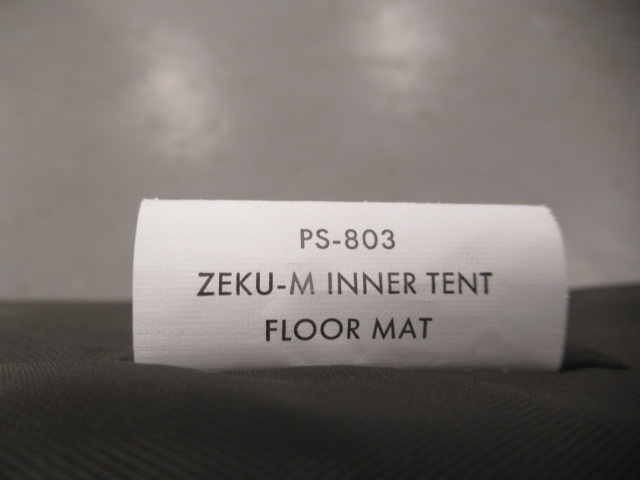 PS-803
ZEKU-M INNER TENT
FLOOR MAT